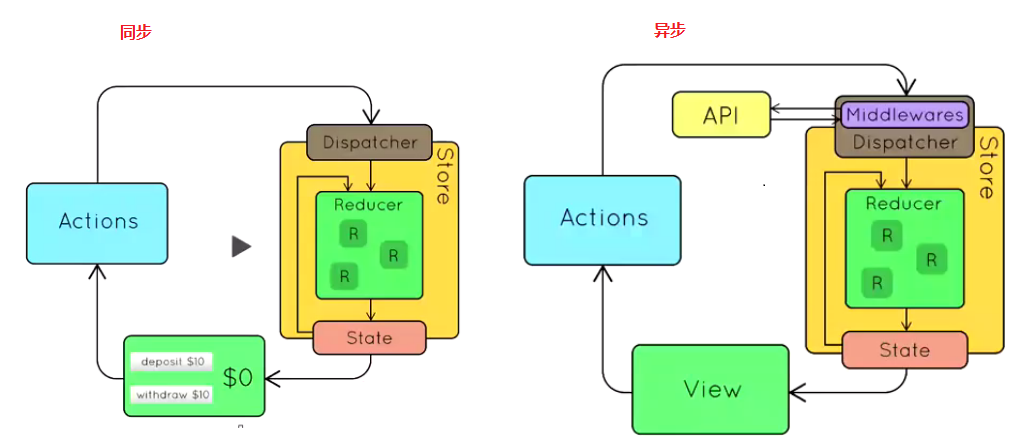 同步
Dispatcher
Store
Actions
Reducer
R
R
R
State
deposit $10
$0
withdraw $10
异步
API
Middlewares
Dispatcher
Store
Actions
Reducer
R
R
R
State
View